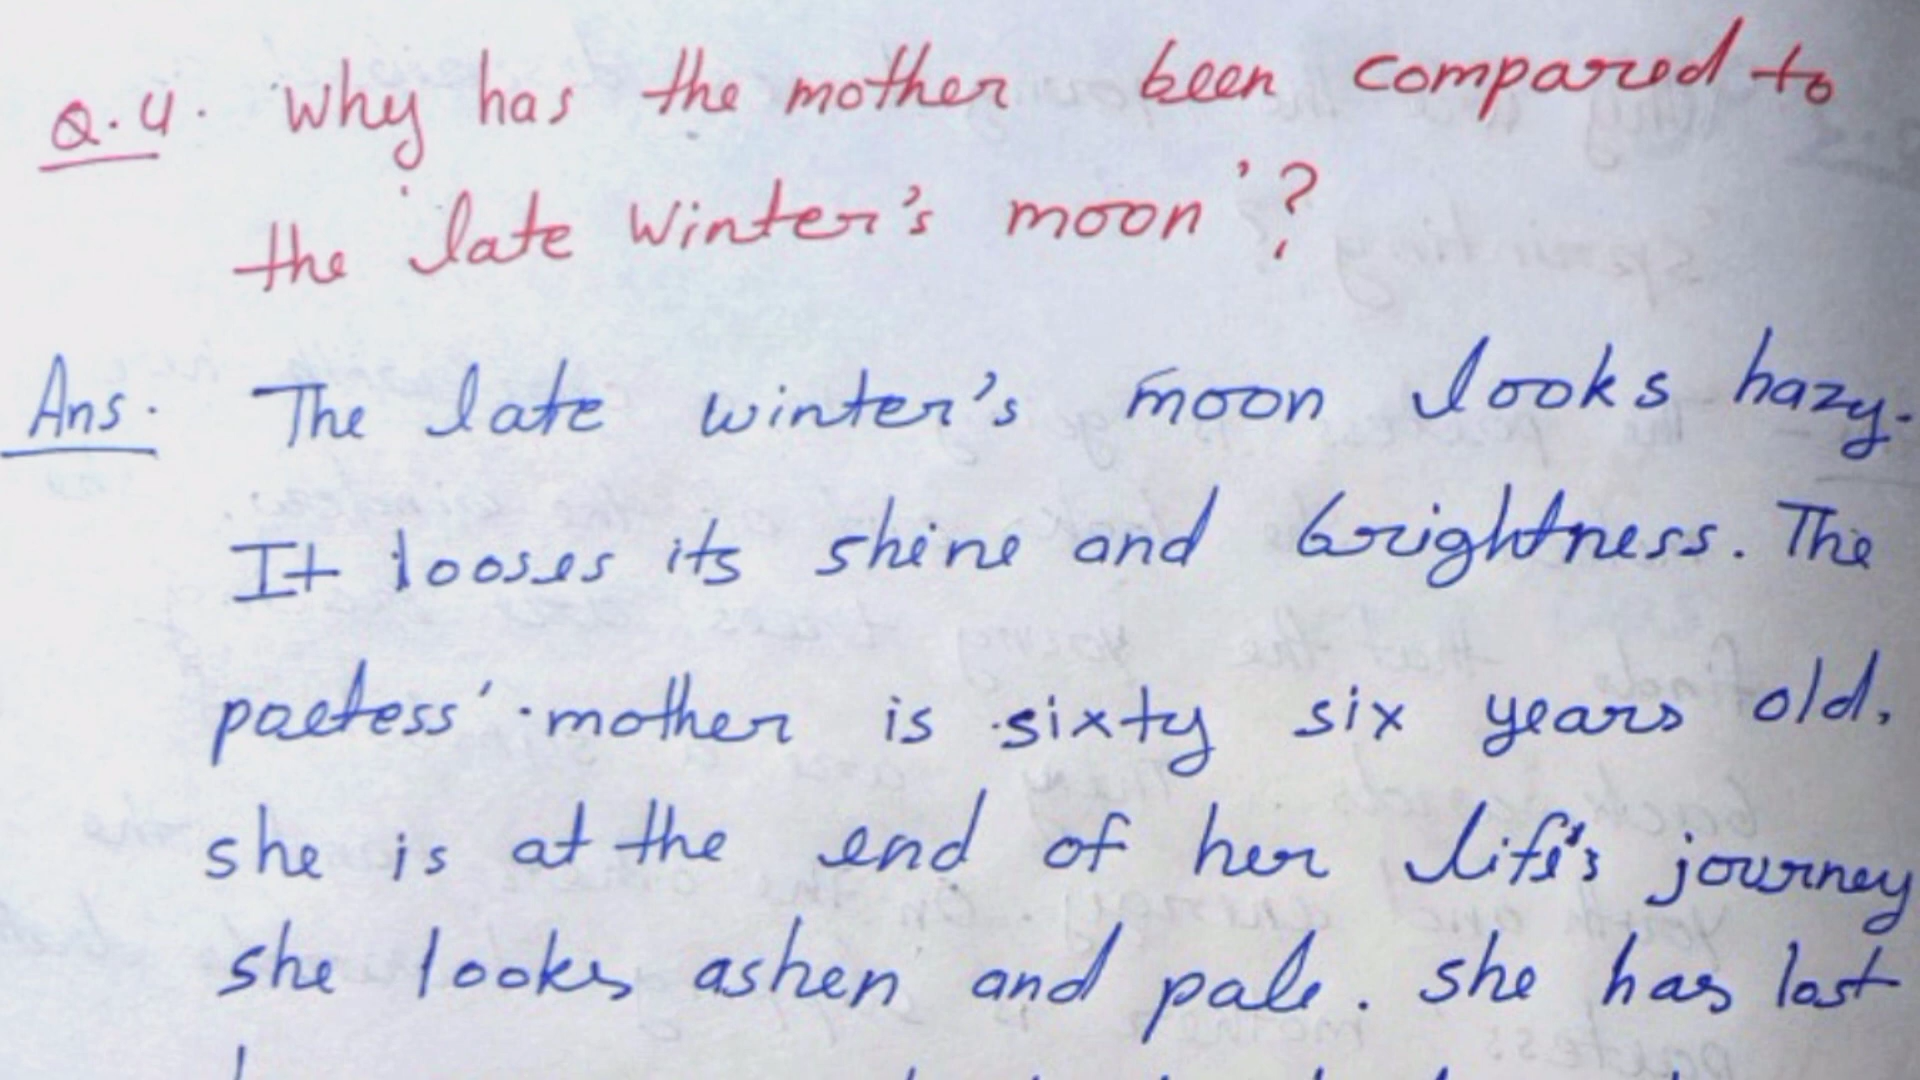 Q.4. Why has the mother been compared to
the 'late winter's moon'?
Ans. The late winter's moon looks hazy.
It looses its shine and brightness. The
poetess' mother is sixty six years old.
she is at the end of her life's journey
she looks ashen and pale. she has lost